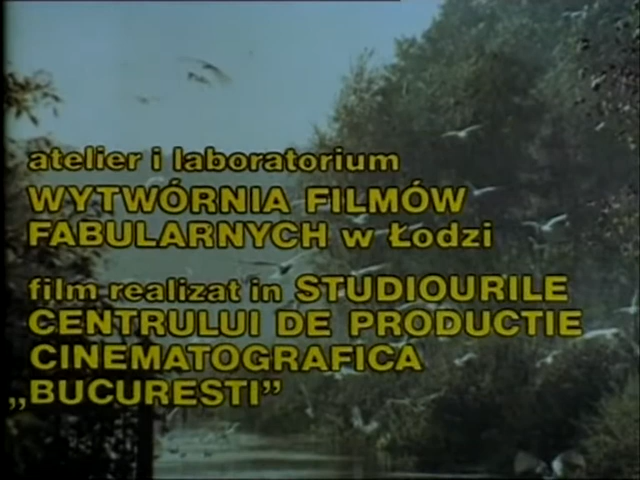 atelier i laboratorium
WYTWÓRNIA FILMÓW
FABULARNYCH w Łodzi
film realizat in STUDIOURILE
CENTRULUI DE PRODUCTIE
CINEMATOGRAFICA
„BUCURESTI”